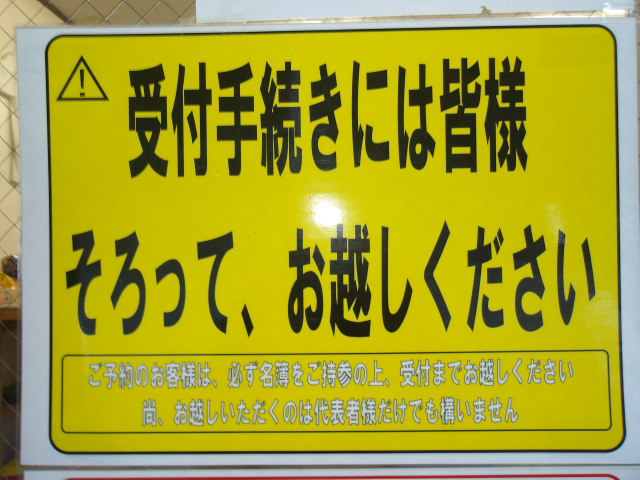 受付手続きには皆様
そろって、お越しください
ご予約のお客様は、必ず名簿をご持参の上、受付までお越しください
尚、お越しいただくのは代表者様だけでも構いません